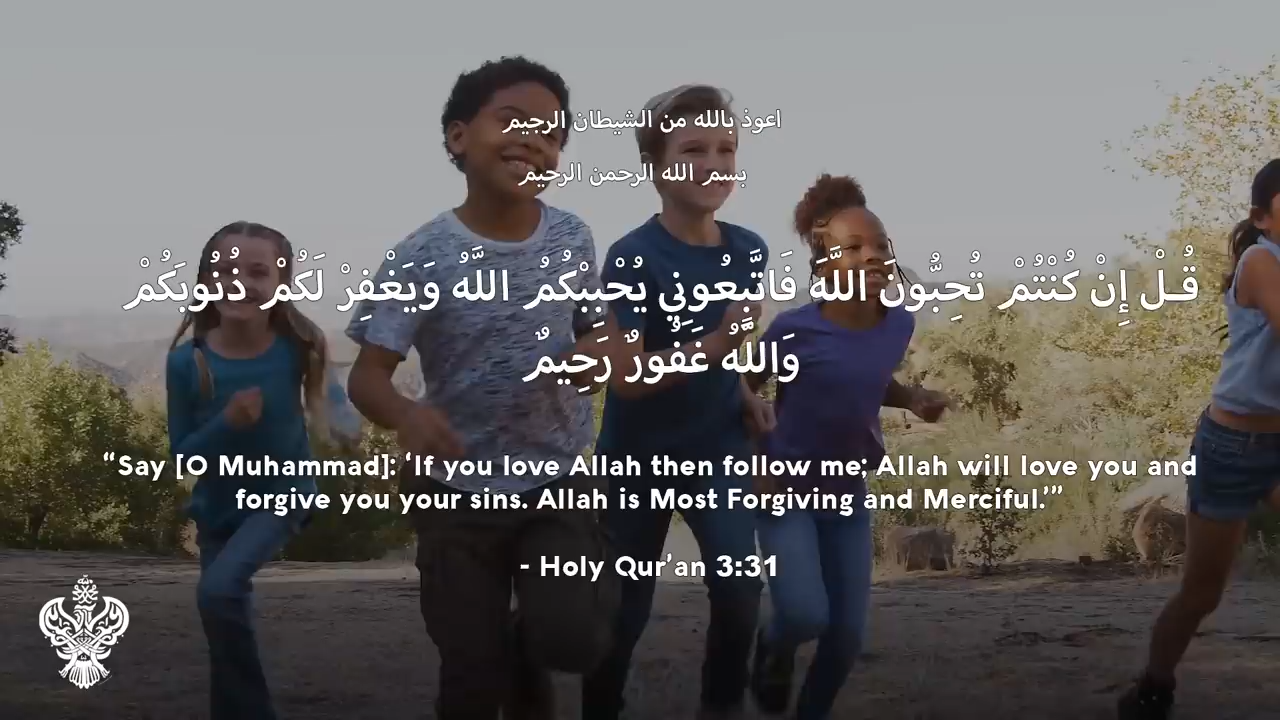 اعوذ بالله من الشيطان الرجيم
بسم الله الرحمن الرحيم
قُـلْ إِنْ كُنْتُمْ تُحِبُّونَ اللَّهَ فَاتَّبِعُونِي يُحْبِبْكُمُ اللَّهُ وَيَغْفِرْ لَكُمْ ذُنُوبَكُمْ
وَاللَّهُ غَفُورٌ رَحِيمٌ
“Say [O Muhammad]: ‘If you love Allah then follow me; Allah will love you and
forgive you your sins. Allah is Most Forgiving and Merciful.’”
- Holy Qur’an 3:31